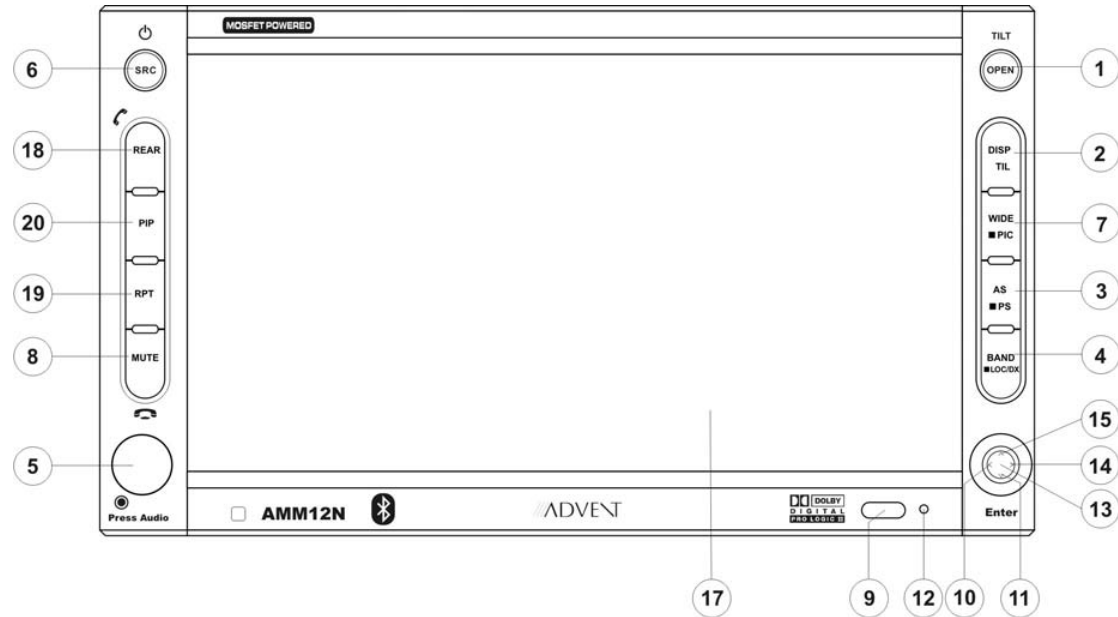 MOSFET POWERED
TILT
6
SRC
OPEN
1
18
REAR
DISP
TIL
2
20
PIP
WIDE
■PIC
7
19
RPT
AS
■PS
3
8
MUTE
BAND
■LOC/DX
4
15
5
14
13
Press Audio
AMM12N
ADVENT
DOLBY
DIGITAL
PRO LOGIC II
Enter
17
9
12
10
11